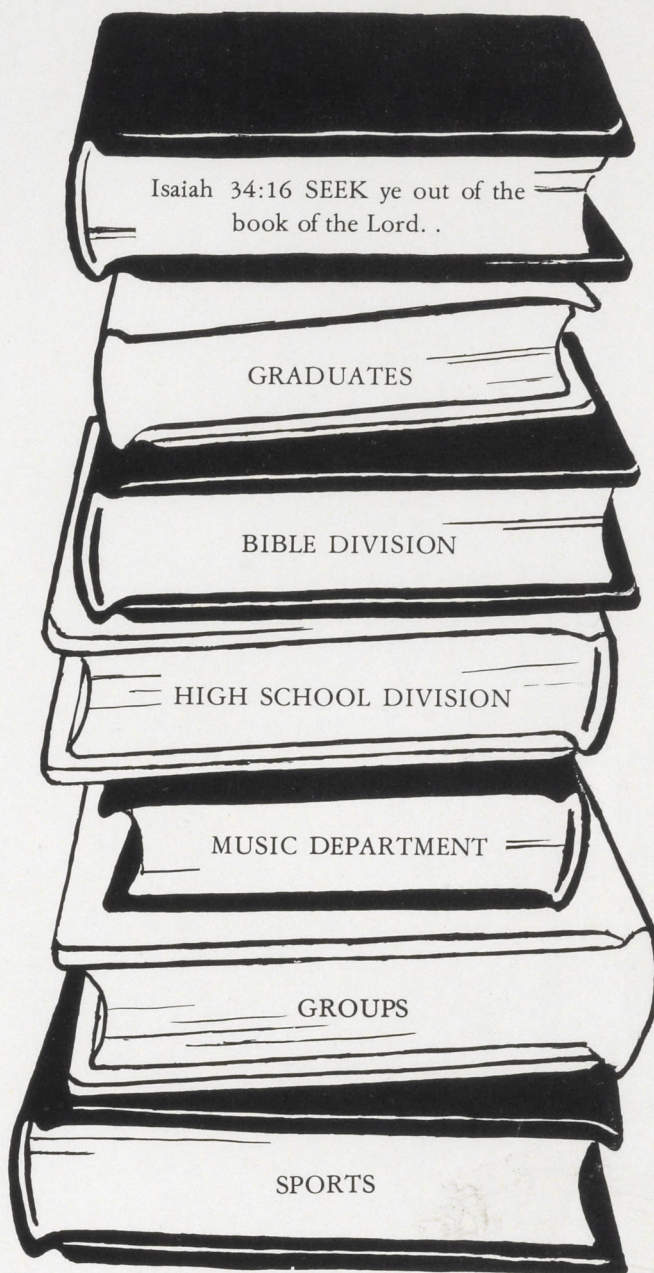 Isaiah 34:16 SEEK ye out of the
book of the Lord. .
GRADUATES
BIBLE DIVISION
HIGH SCHOOL DIVISION
MUSIC DEPARTMENT
GROUPS
SPORTS